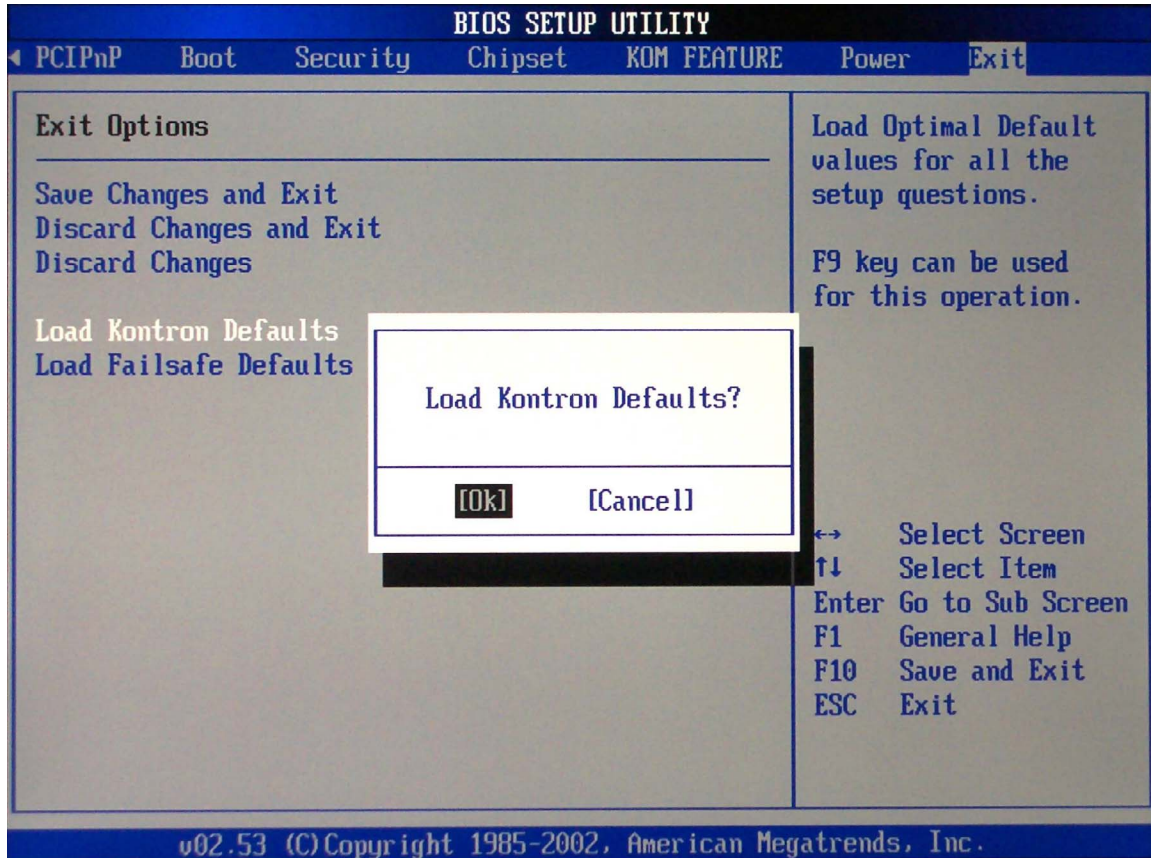 BIOS SETUP UTILITY
PCIPnP Boot Security Chipset KOM FEATURE Power Exit
Exit Options
Save Changes and Exit
Discard Changes and Exit
Discard Changes
Load Kontron Defaults
Load Failsafe Defaults
Load Kontron Defaults?
[Ok] [Cancel]
Load Optimal Default
values for all the
setup questions.
F9 key can be used
for this operation.
↔ Select Screen
↑↓ Select Item
Enter Go to Sub Screen
F1 General Help
F10 Save and Exit
ESC Exit
v02.53 (C)Copyright 1985-2002, American Megatrends, Inc.